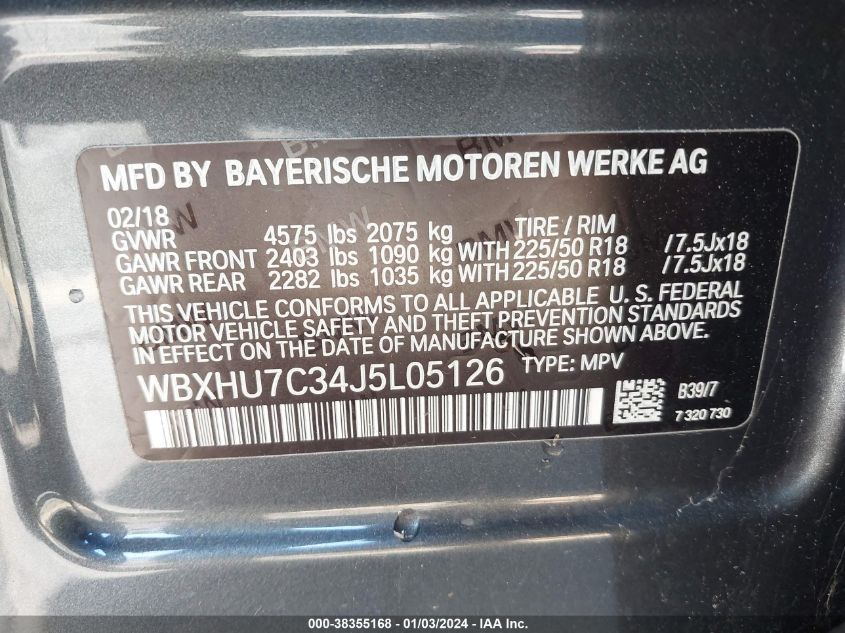 MFD BY BAYERISCHE MOTOREN WERKE AG
02/18
GVWR 4575 lbs 2075 kg TIRE / RIM
GAWR FRONT 2403 lbs 1090 kg WITH 225/50 R18 /7.5Jx18
GAWR REAR 2282 lbs 1035 kg WITH 225/50 R18 /7.5Jx18
THIS VEHICLE CONFORMS TO ALL APPLICABLE U. S. FEDERAL
MOTOR VEHICLE SAFETY AND THEFT PREVENTION STANDARDS
IN EFFECT ON THE DATE OF MANUFACTURE SHOWN ABOVE.
WBXHU7C34J5L05126 TYPE: MPV
B39/7
7 320 730
000-38355168 - 01/03/2024 - IAA Inc.